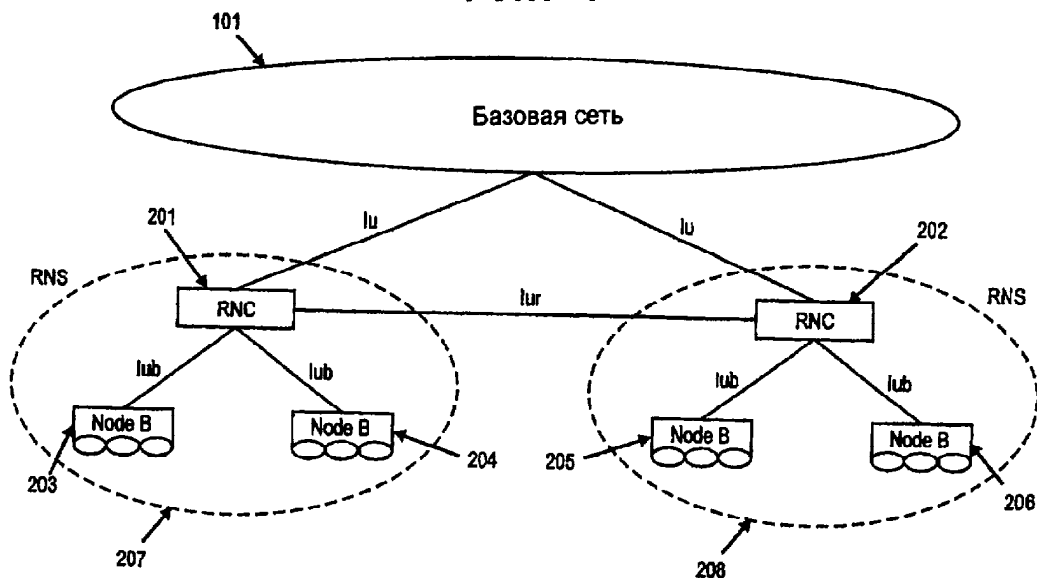 101
Базовая сеть
Iu
Iu
201
202
RNS
RNS
RNC
Iur
RNC
Iub
Iub
Iub
Iub
Node B
Node B
Node B
Node B
203
204
205
206
207
208